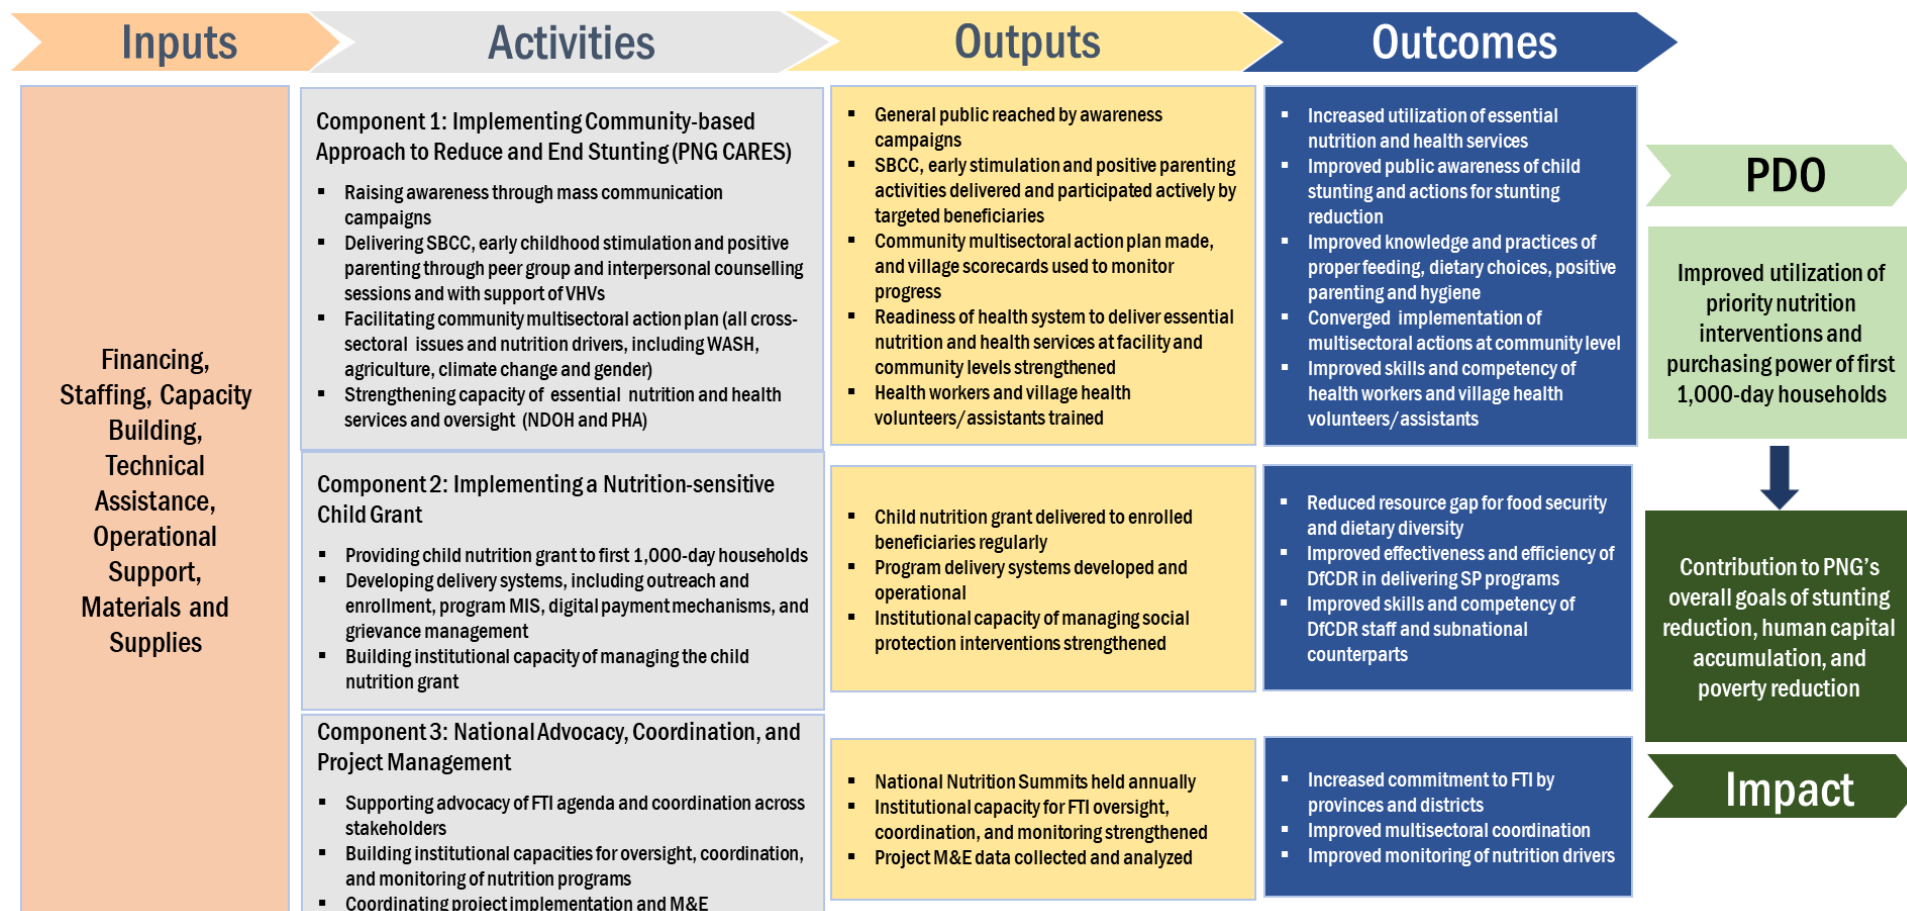 Inputs
Activities
Outputs
Outcomes
Financing,
Staffing, Capacity
Building,
Technical
Assistance,
Operational
Support,
Materials and
Supplies
Component 1: Implementing Community-based
Approach to Reduce and End Stunting (PNG CARES)
▪ Raising awareness through mass communication
campaigns
▪ Delivering SBCC, early childhood stimulation and positive
parenting through peer group and interpersonal counselling
sessions and with support of VHVs
▪ Facilitating community multisectoral action plan (all cross-
sectoral issues and nutrition drivers, including WASH,
agriculture, climate change and gender)
▪ Strengthening capacity of essential nutrition and health
services and oversight (NDOH and PHA)
▪ General public reached by awareness
campaigns
▪ SBCC, early stimulation and positive parenting
activities delivered and participated actively by
targeted beneficiaries
▪ Community multisectoral action plan made,
and village scorecards used to monitor
progress
▪ Readiness of health system to deliver essential
nutrition and health services at facility and
community levels strengthened
▪ Health workers and village health
volunteers/assistants trained
▪ Increased utilization of essential
nutrition and health services
▪ Improved public awareness of child
stunting and actions for stunting
reduction
▪ Improved knowledge and practices of
proper feeding, dietary choices, positive
parenting and hygiene
▪ Converged implementation of
multisectoral actions at community level
▪ Improved skills and competency of
health workers and village health
volunteers/assistants
Component 2: Implementing a Nutrition-sensitive
Child Grant
▪ Providing child nutrition grant to first 1,000-day households
▪ Developing delivery systems, including outreach and
enrollment, program MIS, digital payment mechanisms, and
grievance management
▪ Building institutional capacity of managing the child
nutrition grant
▪ Child nutrition grant delivered to enrolled
beneficiaries regularly
▪ Program delivery systems developed and
operational
▪ Institutional capacity of managing social
protection interventions strengthened
▪ Reduced resource gap for food security
and dietary diversity
▪ Improved effectiveness and efficiency of
DfCDR in delivering SP programs
▪ Improved skills and competency of
DfCDR staff and subnational
counterparts
Component 3: National Advocacy, Coordination, and
Project Management
▪ Supporting advocacy of FTI agenda and coordination across
stakeholders
▪ Building institutional capacities for oversight, coordination,
and monitoring of nutrition programs
▪ Coordinating project implementation and M&E
▪ National Nutrition Summits held annually
▪ Institutional capacity for FTI oversight,
coordination, and monitoring strengthened
▪ Project M&E data collected and analyzed
▪ Increased commitment to FTI by
provinces and districts
▪ Improved multisectoral coordination
▪ Improved monitoring of nutrition drivers
PDO
Improved utilization of
priority nutrition
interventions and
purchasing power of first
1,000-day households
Contribution to PNG's
overall goals of stunting
reduction, human capital
accumulation, and
poverty reduction
Impact